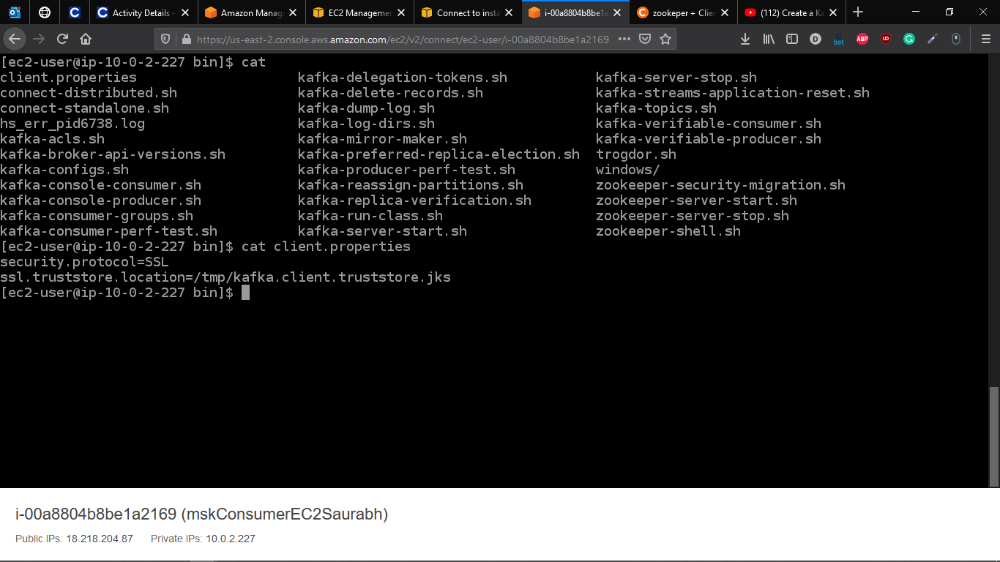 Activity Details -
Amazon Manag
EC2 Managemen
Connect to insta
i-00a8804b8be1a
zookeper + Clien
(112) Create a Ka
https://us-east-2.console.aws.amazon.com/ec2/v2/connect/ec2-user/i-00a8804b8be1a2169
[ec2-user@ip-10-0-2-227 bin]$ cat
client.properties kafka-delegation-tokens.sh kafka-server-stop.sh
connect-distributed.sh kafka-delete-records.sh kafka-streams-application-reset.sh
connect-standalone.sh kafka-dump-log.sh kafka-topics.sh
hs_err_pid6738.log kafka-log-dirs.sh kafka-verifiable-consumer.sh
kafka-acls.sh kafka-mirror-maker.sh kafka-verifiable-producer.sh
kafka-broker-api-versions.sh kafka-preferred-replica-election.sh trogdor.sh
kafka-configs.sh kafka-producer-perf-test.sh windows/
kafka-console-consumer.sh kafka-reassign-partitions.sh zookeeper-security-migration.sh
kafka-console-producer.sh kafka-replica-verification.sh zookeeper-server-start.sh
kafka-consumer-groups.sh kafka-run-class.sh zookeeper-server-stop.sh
kafka-consumer-perf-test.sh kafka-server-start.sh zookeeper-shell.sh
[ec2-user@ip-10-0-2-227 bin]$ cat client.properties
security.protocol=SSL
ssl.truststore.location=/tmp/kafka.client.truststore.jks
[ec2-user@ip-10-0-2-227 bin]$
i-00a8804b8be1a2169 (mskConsumerEC2Saurabh)
Public IPs: 18.218.204.87 Private IPs: 10.0.2.227